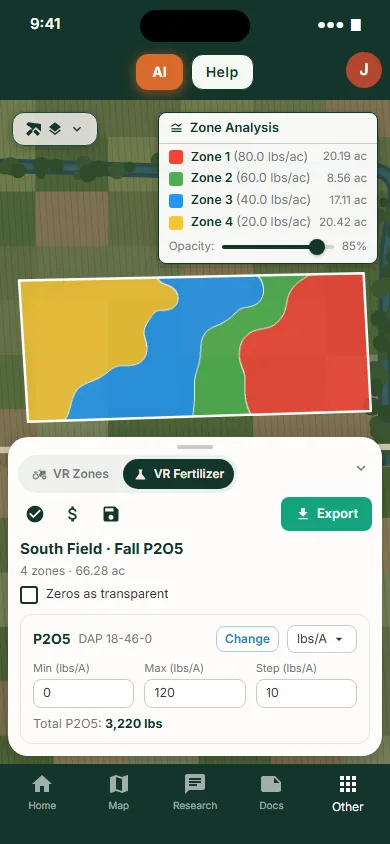 9:41
AI
Help
J
Zone Analysis
Zone 1 (80.0 lbs/ac) 20.19 ac
Zone 2 (60.0 lbs/ac) 8.56 ac
Zone 3 (40.0 lbs/ac) 17.11 ac
Zone 4 (20.0 lbs/ac) 20.42 ac
Opacity: 85%
VR Zones
VR Fertilizer
$
Export
South Field · Fall P2O5
4 zones · 66.28 ac
Zeros as transparent
P2O5 DAP 18-46-0
Change
lbs/A
Min (lbs/A) Max (lbs/A) Step (lbs/A)
0 120 10
Total P2O5: 3,220 lbs
Home Map Research Docs Other